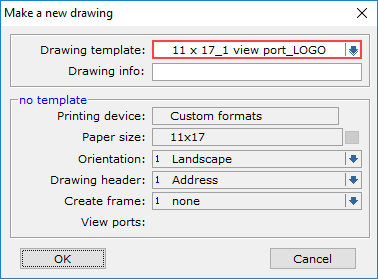 Make a new drawing
Drawing template: 11 x 17_1 view port_LOGO
Drawing info:
no template
Printing device: Custom formats
Paper size: 11x17
Orientation: 1 Landscape
Drawing header: 1 Address
Create frame: 1 none
View ports:
OK Cancel